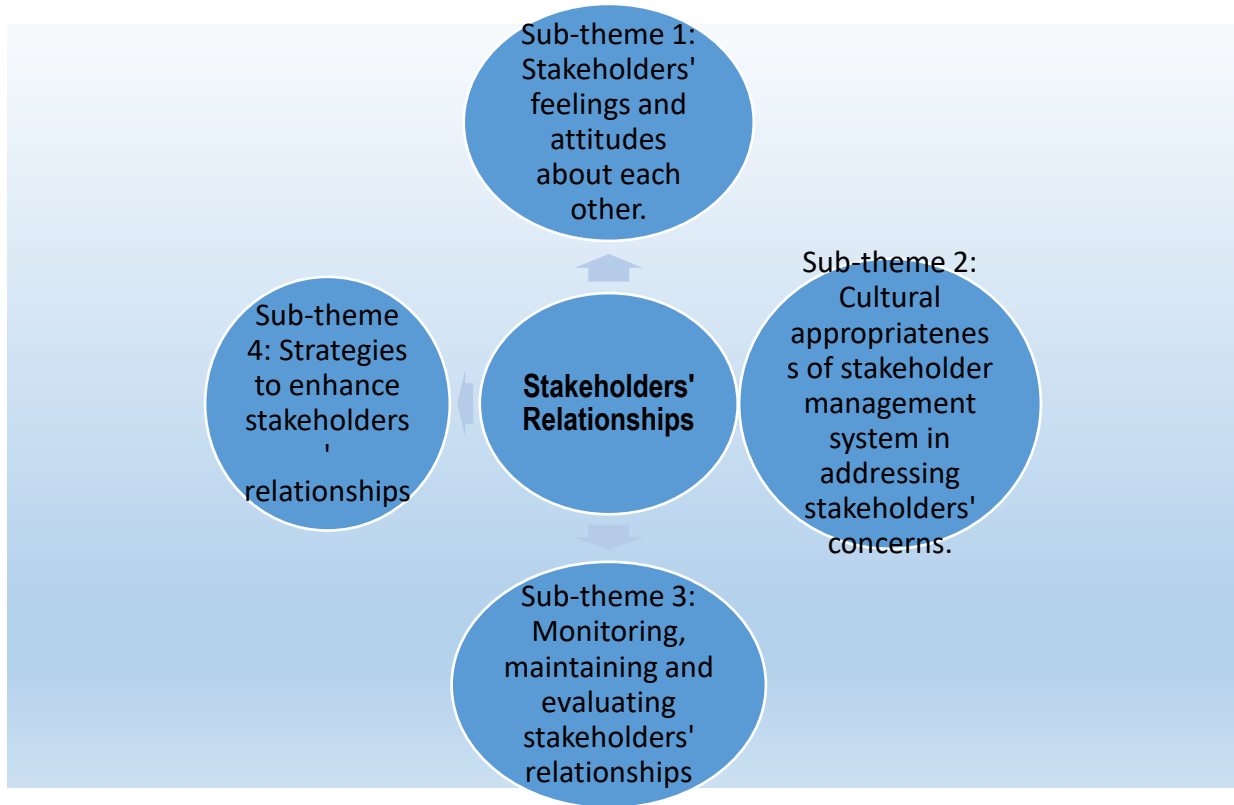 Sub-theme 1:
Stakeholders'
feelings and
attitudes
about each
other.
Sub-theme
4: Strategies
to enhance
stakeholders
'
relationships
Stakeholders'
Relationships
Sub-theme 2:
Cultural
appropriatenes
s of stakeholder
management
system in
addressing
stakeholders'
concerns.
Sub-theme 3:
Monitoring,
maintaining and
evaluating
stakeholders'
relationships